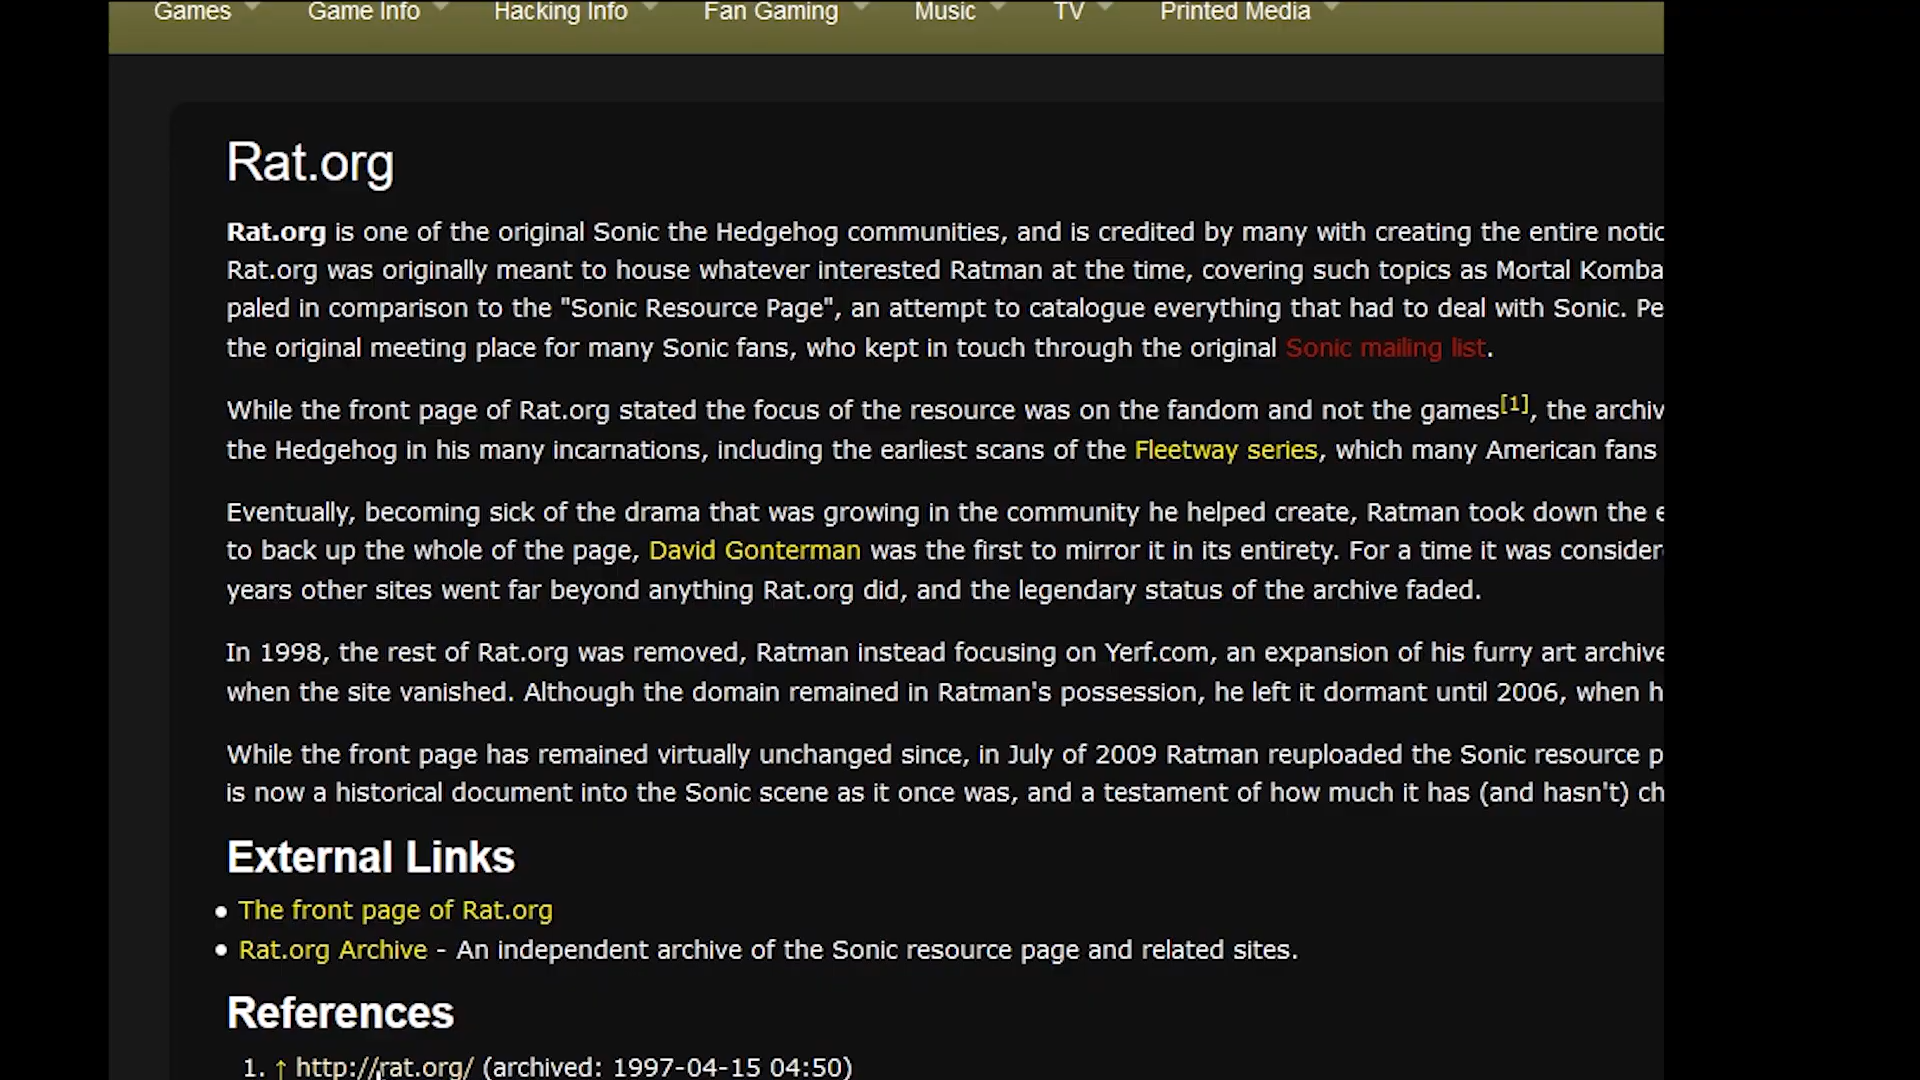 Games Game Info Hacking Info Fan Gaming Music TV Printed Media
Rat.org
Rat.org is one of the original Sonic the Hedgehog communities, and is credited by many with creating the entire
Rat.org was originally meant to house whatever interested Ratman at the time, covering such topics as Mortal
paled in comparison to the "Sonic Resource Page", an attempt to catalogue everything that had to deal with Sonic.
the original meeting place for many Sonic fans, who kept in touch through the original Sonic mailing list.
While the front page of Rat.org stated the focus of the resource was on the fandom and not the games[1], the
the Hedgehog in his many incarnations, including the earliest scans of the Fleetway series, which many American fans
Eventually, becoming sick of the drama that was growing in the community he helped create, Ratman took down the
to back up the whole of the page, David Gonterman was the first to mirror it in its entirety. For a time it was
years other sites went far beyond anything Rat.org did, and the legendary status of the archive faded.
In 1998, the rest of Rat.org was removed, Ratman instead focusing on Yerf.com, an expansion of his furry art archive
when the site vanished. Although the domain remained in Ratman's possession, he left it dormant until 2006, when
While the front page has remained virtually unchanged since, in July of 2009 Ratman reuploaded the Sonic resource
is now a historical document into the Sonic scene as it once was, and a testament of how much it has (and hasn't)
External Links
• The front page of Rat.org
• Rat.org Archive - An independent archive of the Sonic resource page and related sites.
References
1. ↑ http://rat.org/ (archived: 1997-04-15 04:50)